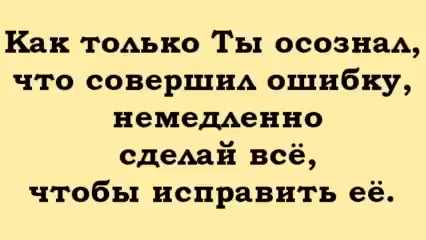 Как только Ты осознал,
что совершил ошибку,
немедленно
сделай всё,
чтобы исправить её.